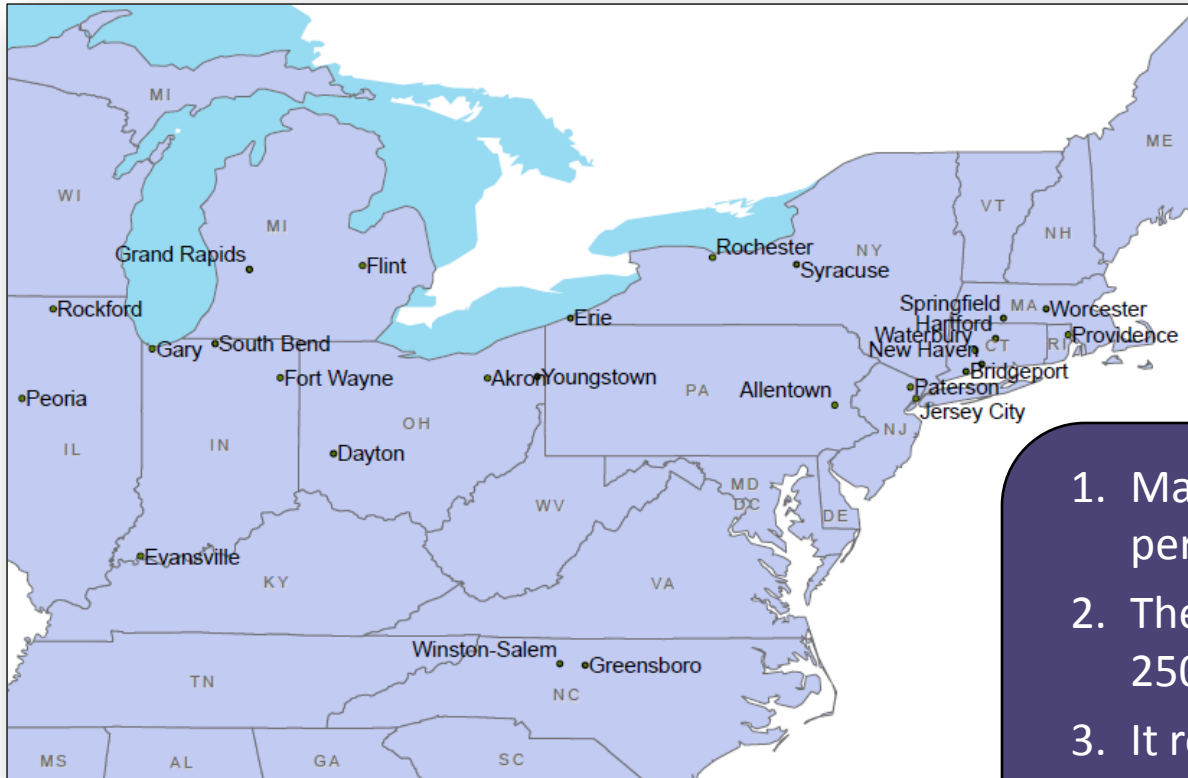 MI
ME
WI
VT
MI
NH
Grand Rapids
Flint
Rochester
NY
Syracuse
Rockford
Erie
Springfield
MA
Worcester
Hartford
Waterbury
CT
RI
Providence
New Haven
Bridgeport
Gary
South Bend
Fort Wayne
Akron
Youngstown
PA
Allentown
Paterson
Jersey City
Peoria
IL
IN
OH
NJ
Dayton
MD
DC
DE
WV
Evansville
KY
VA
Winston-Salem
Greensboro
TN
NC
MS
AL
GA
SC
1. Ma
per
2. The
250
3. It r